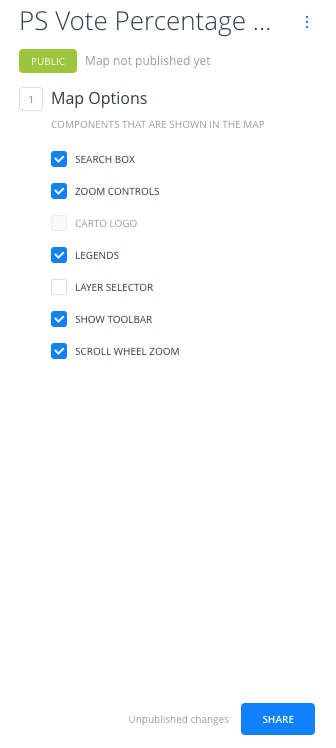 PS Vote Percentage ...
PUBLIC Map not published yet
1 Map Options
COMPONENTS THAT ARE SHOWN IN THE MAP
SEARCH BOX
ZOOM CONTROLS
CARTO LOGO
LEGENDS
LAYER SELECTOR
SHOW TOOLBAR
SCROLL WHEEL ZOOM
Unpublished changes SHARE